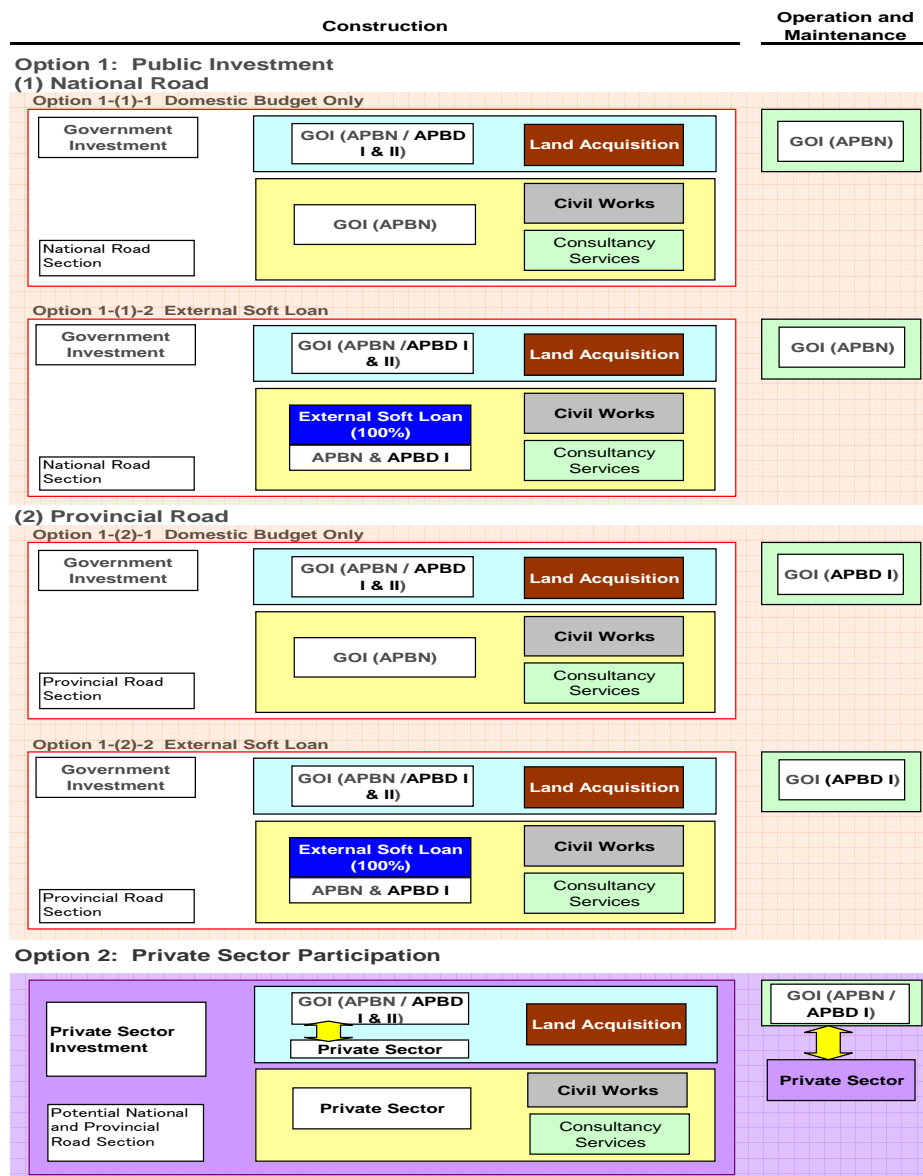 Construction
Operation and
Maintenance
Option 1: Public Investment
(1) National Road
Option 1-(1)-1 Domestic Budget Only
Government
Investment
GOI (APBN / APBD
I & II)
Land Acquisition
GOI (APBN)
GOI (APBN)
Civil Works
Consultancy
Services
National Road
Section
Option 1-(1)-2 External Soft Loan
Government
Investment
GOI (APBN /APBD I
& II)
Land Acquisition
GOI (APBN)
External Soft Loan
(100%)
APBN & APBD I
Civil Works
Consultancy
Services
National Road
Section
(2) Provincial Road
Option 1-(2)-1 Domestic Budget Only
Government
Investment
GOI (APBN / APBD
I & II)
Land Acquisition
GOI (APBD I)
GOI (APBN)
Civil Works
Consultancy
Services
Provincial Road
Section
Option 1-(2)-2 External Soft Loan
Government
Investment
GOI (APBN /APBD I
& II)
Land Acquisition
GOI (APBD I)
External Soft Loan
(100%)
APBN & APBD I
Civil Works
Consultancy
Services
Provincial Road
Section
Option 2: Private Sector Participation
Private Sector
Investment
GOI (APBN / APBD
I & II)
Private Sector
Land Acquisition
GOI (APBN /
APBD I)
Private Sector
Potential National
and Provincial
Road Section
Private Sector
Civil Works
Consultancy
Services